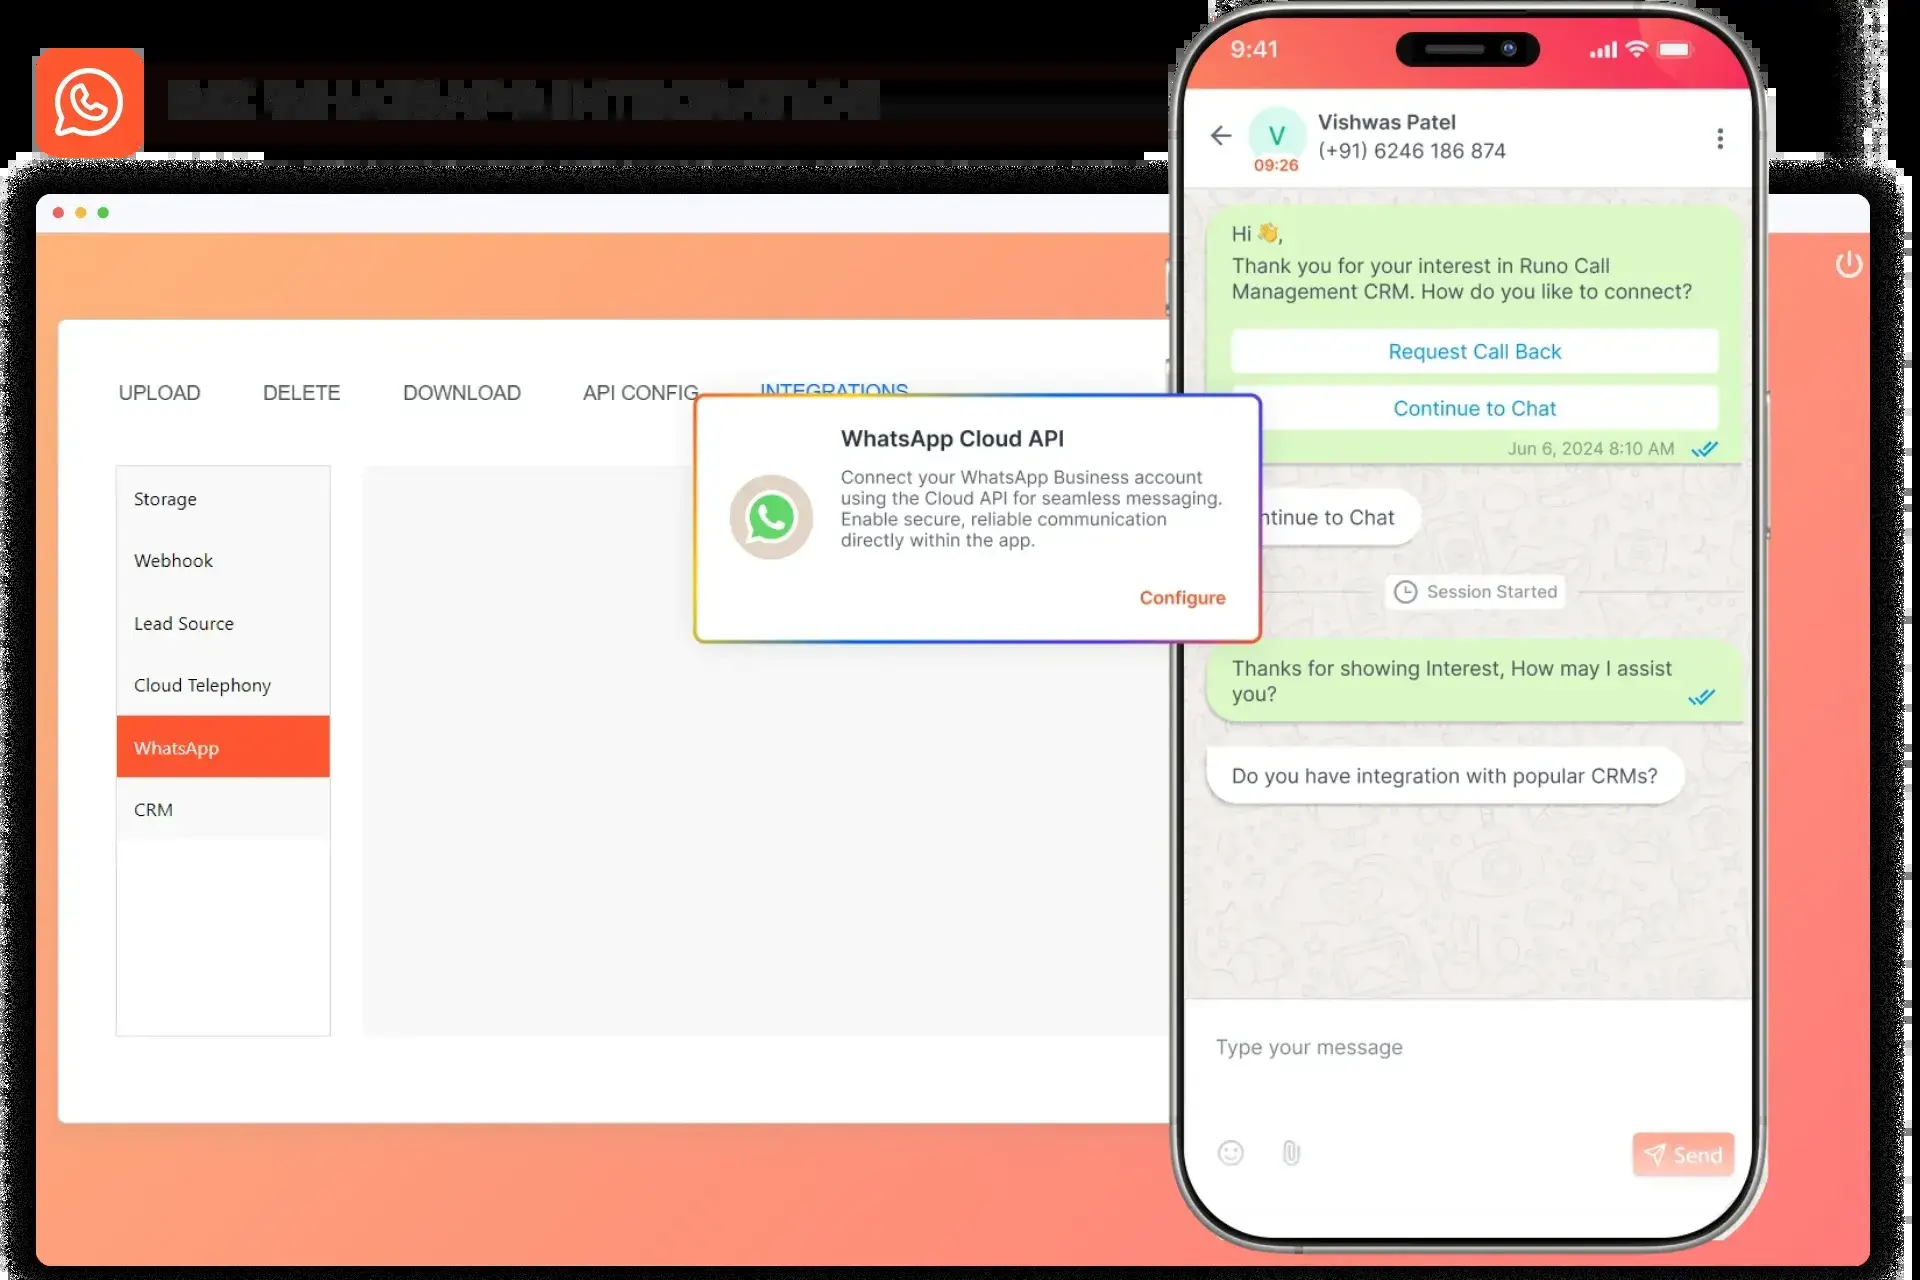 WHATSAPP INTEGRATION
UPLOAD
DELETE
DOWNLOAD
API CONFIG
INTEGRATIONS
Storage
Webhook
Lead Source
Cloud Telephony
WhatsApp
CRM
WhatsApp Cloud API
Connect your WhatsApp Business account
using the Cloud API for seamless messaging.
Enable secure, reliable communication
directly within the app.
Configure
9:41
V
09:26
Vishwas Patel
(+91) 6246 186 874
Hi 👋,
Thank you for your interest in Runo Call
Management CRM. How do you like to connect?
Request Call Back
Continue to Chat
Jun 6, 2024 8:10 AM
ntinue to Chat
Session Started
Thanks for showing Interest, How may I assist
you?
Do you have integration with popular CRMs?
Type your message
Send